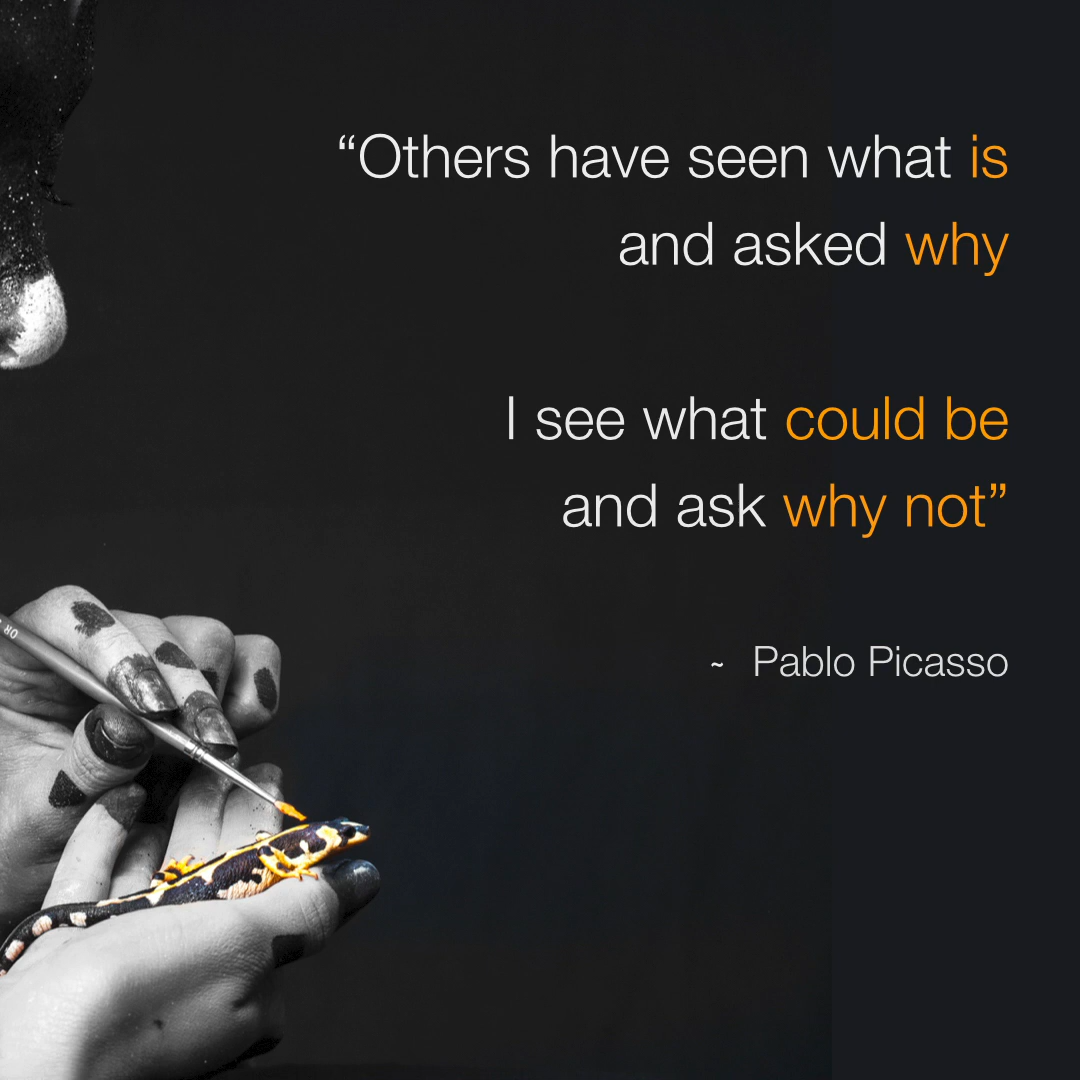 “Others have seen what is
and asked why
I see what could be
and ask why not”
~ Pablo Picasso